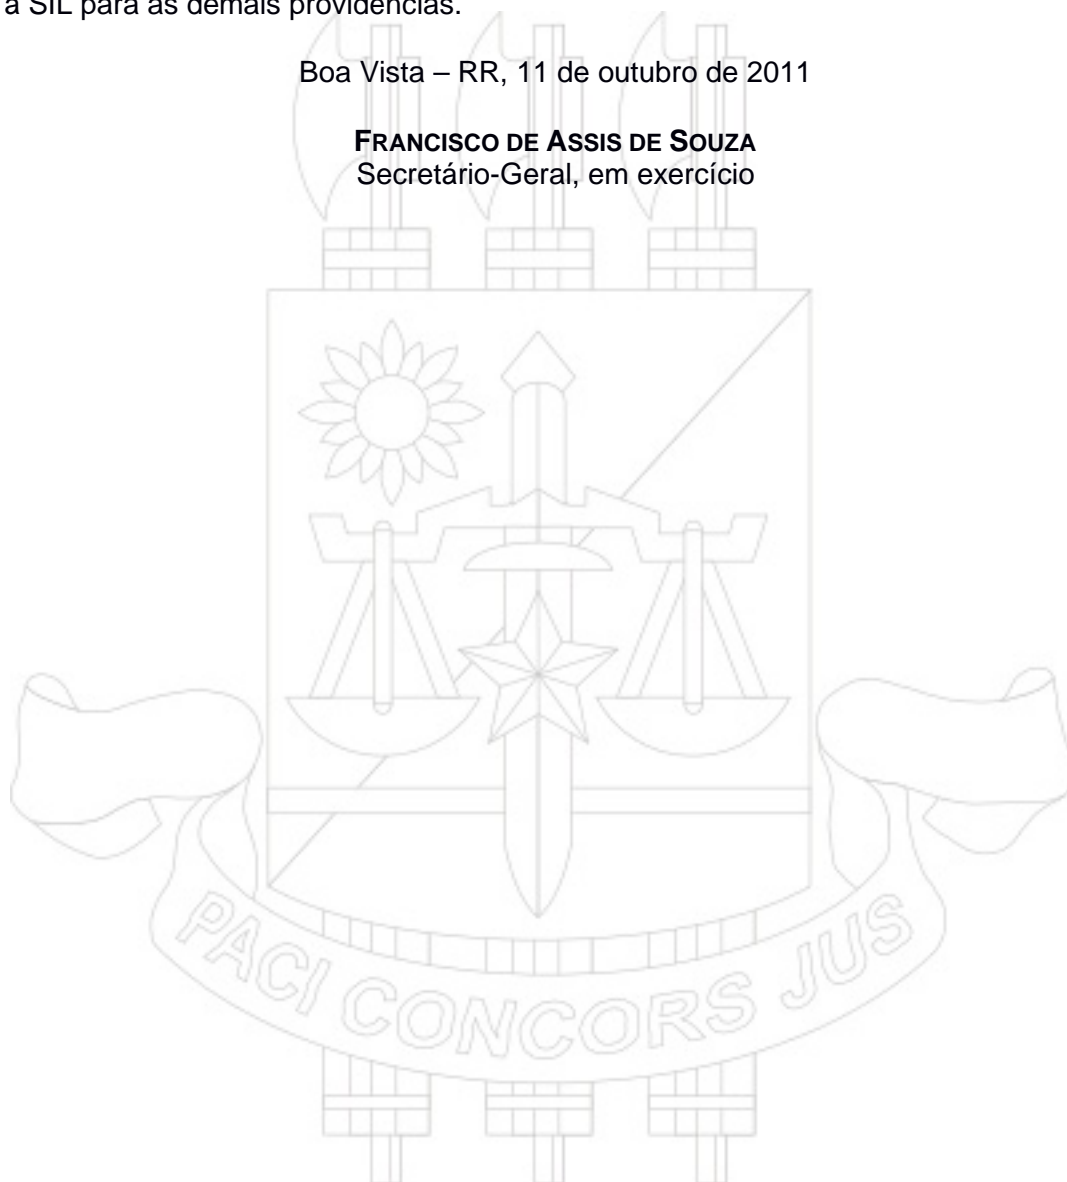 a SIL para as demais providências.
Boa Vista – RR, 11 de outubro de 2011
FRANCISCO DE ASSIS DE SOUZA
Secretário-Geral, em exercício
PACI CONCORS JUS